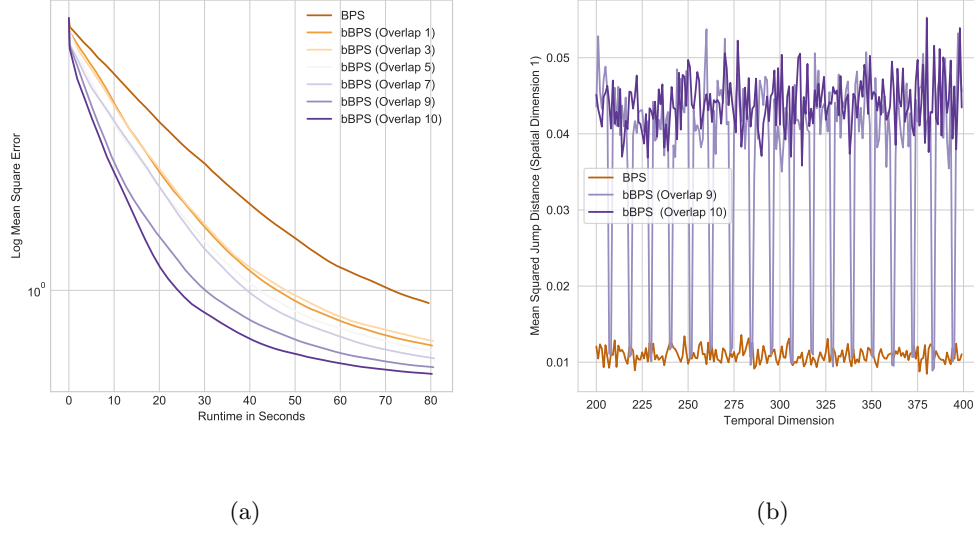 BPS
bBPS (Overlap 1)
bBPS (Overlap 3)
bBPS (Overlap 5)
bBPS (Overlap 7)
bBPS (Overlap 9)
bBPS (Overlap 10)
Log Mean Square Error
10⁰
0 10 20 30 40 50 60 70 80
Runtime in Seconds
(a)
Mean Squared Jump Distance (Spatial Dimension 1)
0.05
0.04
0.03
0.02
0.01
BPS
bBPS (Overlap 9)
bBPS (Overlap 10)
200 225 250 275 300 325 350 375 400
Temporal Dimension
(b)